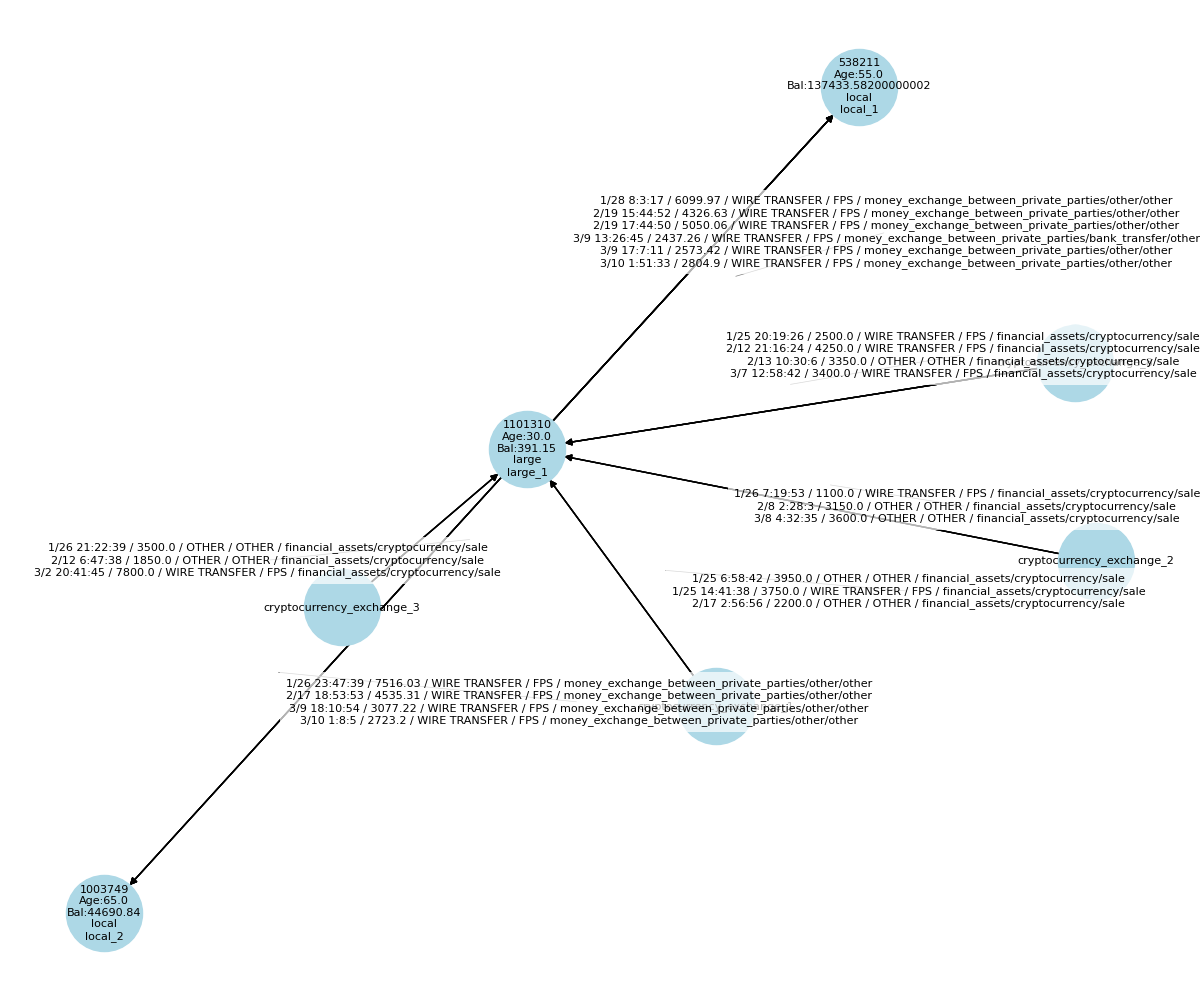 538211
Age:55.0
Bal:137433.58200000002
local
local_1
1/28 8:3:17 / 6099.97 / WIRE TRANSFER / FPS / money_exchange_between_private_parties/other/other
2/19 15:44:52 / 4326.63 / WIRE TRANSFER / FPS / money_exchange_between_private_parties/other/other
2/19 17:44:50 / 5050.06 / WIRE TRANSFER / FPS / money_exchange_between_private_parties/other/other
3/9 13:26:45 / 2437.26 / WIRE TRANSFER / FPS / money_exchange_between_private_parties/bank_transfer/other
3/9 17:7:11 / 2573.42 / WIRE TRANSFER / FPS / money_exchange_between_private_parties/other/other
3/10 1:51:33 / 2804.9 / WIRE TRANSFER / FPS / money_exchange_between_private_parties/other/other
1/25 20:19:26 / 2500.0 / WIRE TRANSFER / FPS / financial_assets/cryptocurrency/sale
2/12 21:16:24 / 4250.0 / WIRE TRANSFER / FPS / financial_assets/cryptocurrency/sale
2/13 10:30:6 / 3350.0 / OTHER / OTHER / financial_assets/cryptocurrency/sale
3/7 12:58:42 / 3400.0 / WIRE TRANSFER / FPS / financial_assets/cryptocurrency/sale
1101310
Age:30.0
Bal:391.15
large
large_1
1/26 7:19:53 / 1100.0 / WIRE TRANSFER / FPS / financial_assets/cryptocurrency/sale
2/8 2:28:3 / 3150.0 / OTHER / OTHER / financial_assets/cryptocurrency/sale
3/8 4:32:35 / 3600.0 / WIRE TRANSFER / FPS / financial_assets/cryptocurrency/sale
cryptocurrency_exchange_2
1/26 21:22:39 / 3500.0 / OTHER / OTHER / financial_assets/cryptocurrency/sale
2/12 6:47:38 / 1850.0 / OTHER / OTHER / financial_assets/cryptocurrency/sale
3/2 20:41:45 / 7800.0 / WIRE TRANSFER / FPS / financial_assets/cryptocurrency/sale
cryptocurrency_exchange_3
1/25 6:58:42 / 3950.0 / OTHER / OTHER / financial_assets/cryptocurrency/sale
1/25 14:41:38 / 3750.0 / WIRE TRANSFER / FPS / financial_assets/cryptocurrency/sale
2/17 2:56:56 / 2200.0 / OTHER / OTHER / financial_assets/cryptocurrency/sale
1/26 23:47:39 / 7516.03 / WIRE TRANSFER / FPS / money_exchange_between_private_parties/other/other
2/17 18:53:53 / 4535.31 / WIRE TRANSFER / FPS / money_exchange_between_private_parties/other/other
3/9 18:10:54 / 3077.22 / WIRE TRANSFER / FPS / money_exchange_between_private_parties/other/other
3/10 1:8:5 / 2723.2 / WIRE TRANSFER / FPS / money_exchange_between_private_parties/other/other
1003749
Age:65.0
Bal:44690.84
local
local_2